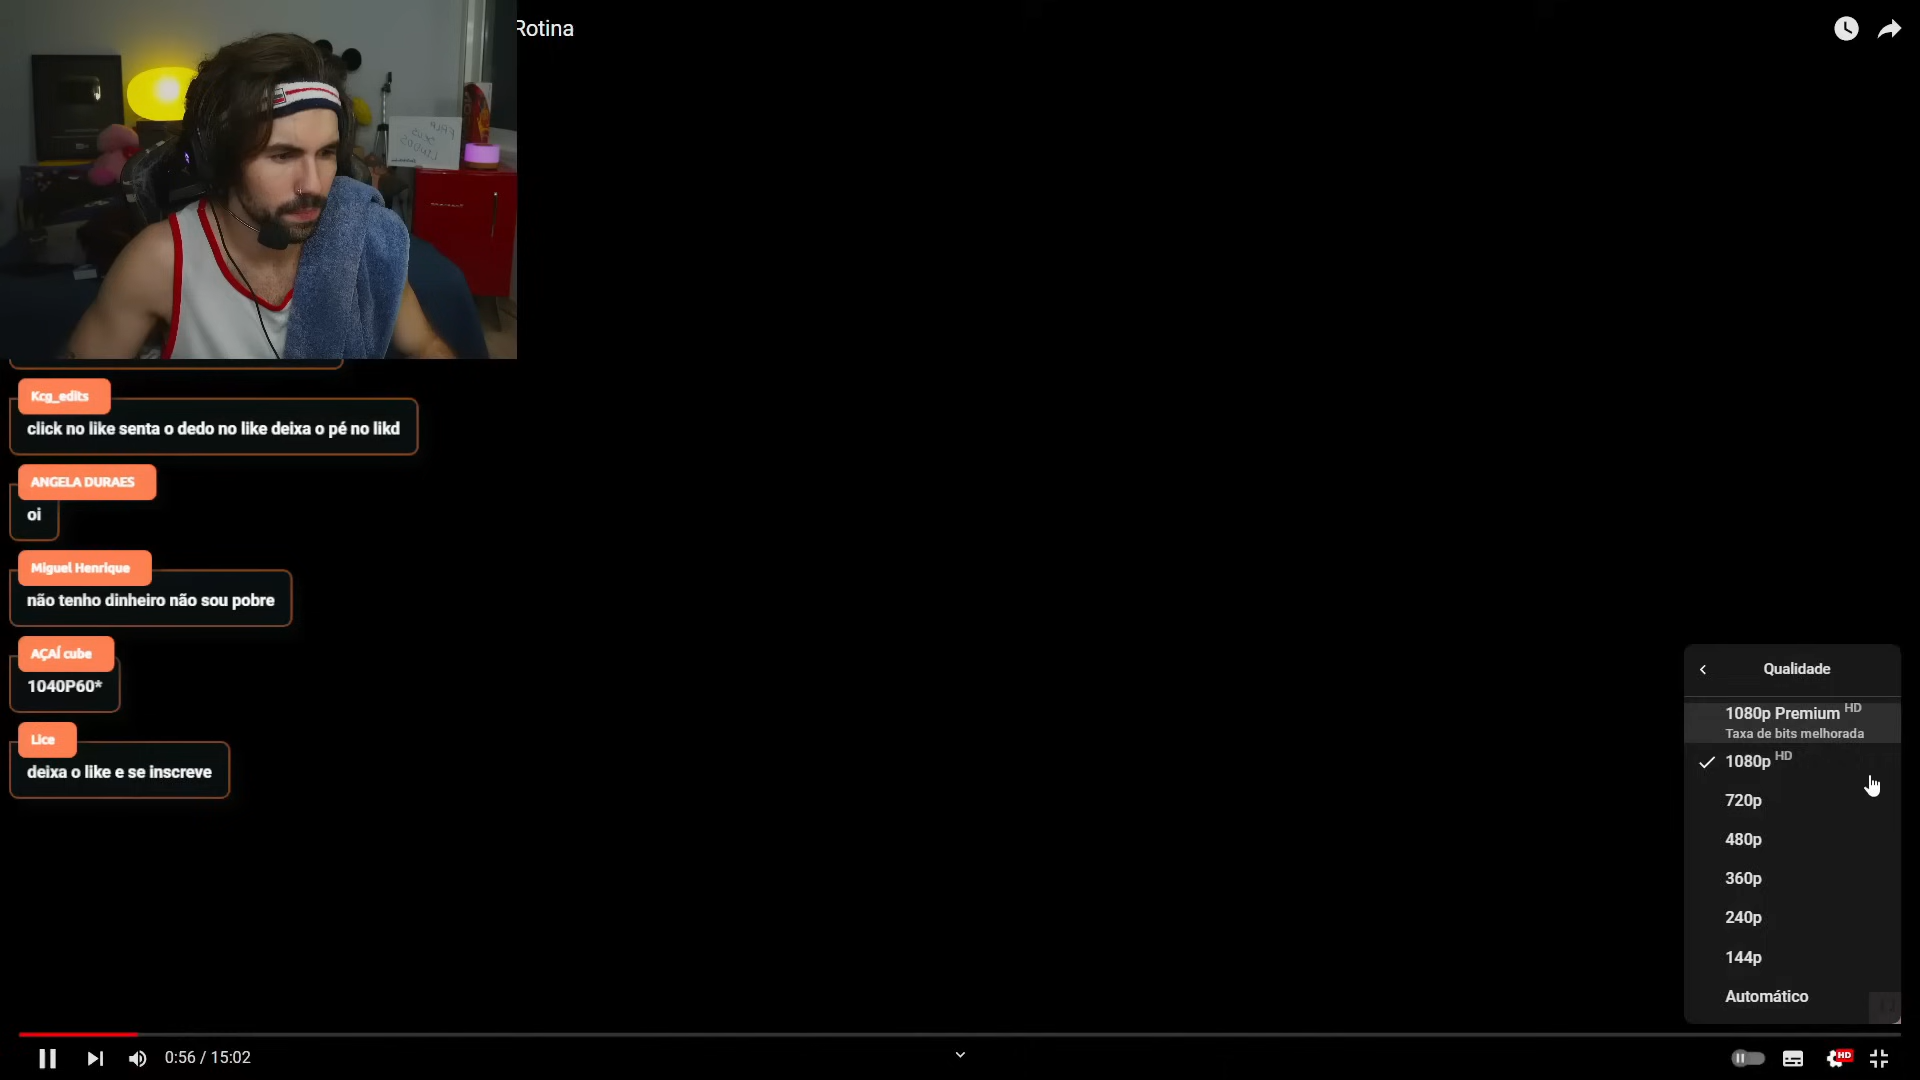 Rotina
Kcg_edits
click no like senta o dedo no like deixa o pé no likd
ANGELA DURAES
oi
Miguel Henrique
não tenho dinheiro não sou pobre
AÇAÍ cube
1040P60*
Lice
deixa o like e se inscreve
Qualidade
1080p Premium HD
Taxa de bits melhorada
1080p HD
720p
480p
360p
240p
144p
Automático
0:56 / 15:02
HD